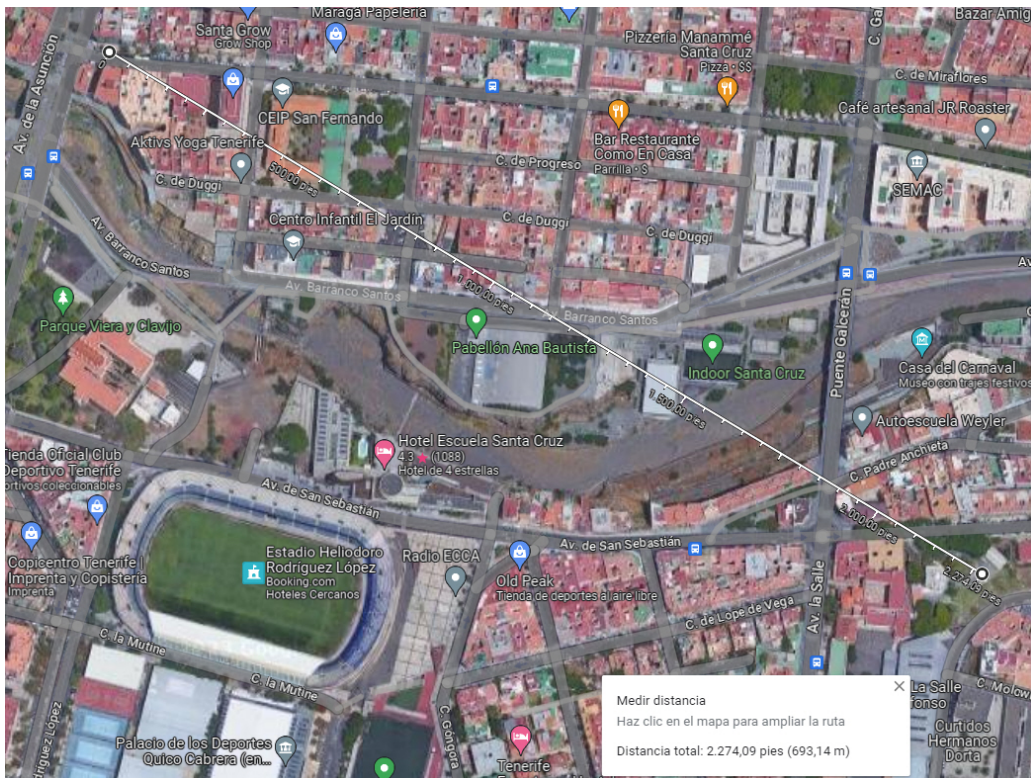 Maraga Papelería
Santa Grow
Grow Shop
Pizzería Manammé
Santa Cruz
Pizza • $$
C. de Miraflores
Av. de la Asunción
0
CEIP San Fernando
Café artesanal JR Roaster
Bar Restaurante
Como En Casa
Parrilla • $
Aktivs Yoga Tenerife
500,00 pies
C. de Progreso
SEMAC
C. de Duggi
C. de Duggi
C. de Duggi
Centro Infantil El Jardín
Av. Barranco Santos
Av. Barranco Santos
1.000,00 pies
Barranco Santos
Parque Viera y Clavijo
Pabellón Ana Bautista
Indoor Santa Cruz
Puente Galcerán
Casa del Carnaval
Museo con trajes festivos
1.500,00 pies
Autoescuela Weyler
Hotel Escuela Santa Cruz
4.3 ★ (1088)
Hotel de 4 estrellas
C. Padre Anchieta
Tienda Oficial Club
Deportivo Tenerife
Av. de San Sebastián
2.000,00 pies
Av. de San Sebastián
Copicentro Tenerife |
Imprenta y Copistería
Imprenta
Estadio Heliodoro
Rodríguez López
Booking.com
Hoteles Cercanos
Radio ECCA
Old Peak
Tienda de deportes al aire libre
2.274,09 pies
C. de Lope de Vega
Av. la Salle
C. la Mutine
C. la Mutine
C. Góngora
Palacio de los Deportes
Quico Cabrera (en...
Tenerife
La Salle
Curtidos
Hermanos
Dorta
Medir distancia
Haz clic en el mapa para ampliar la ruta
Distancia total: 2.274,09 pies (693,14 m)